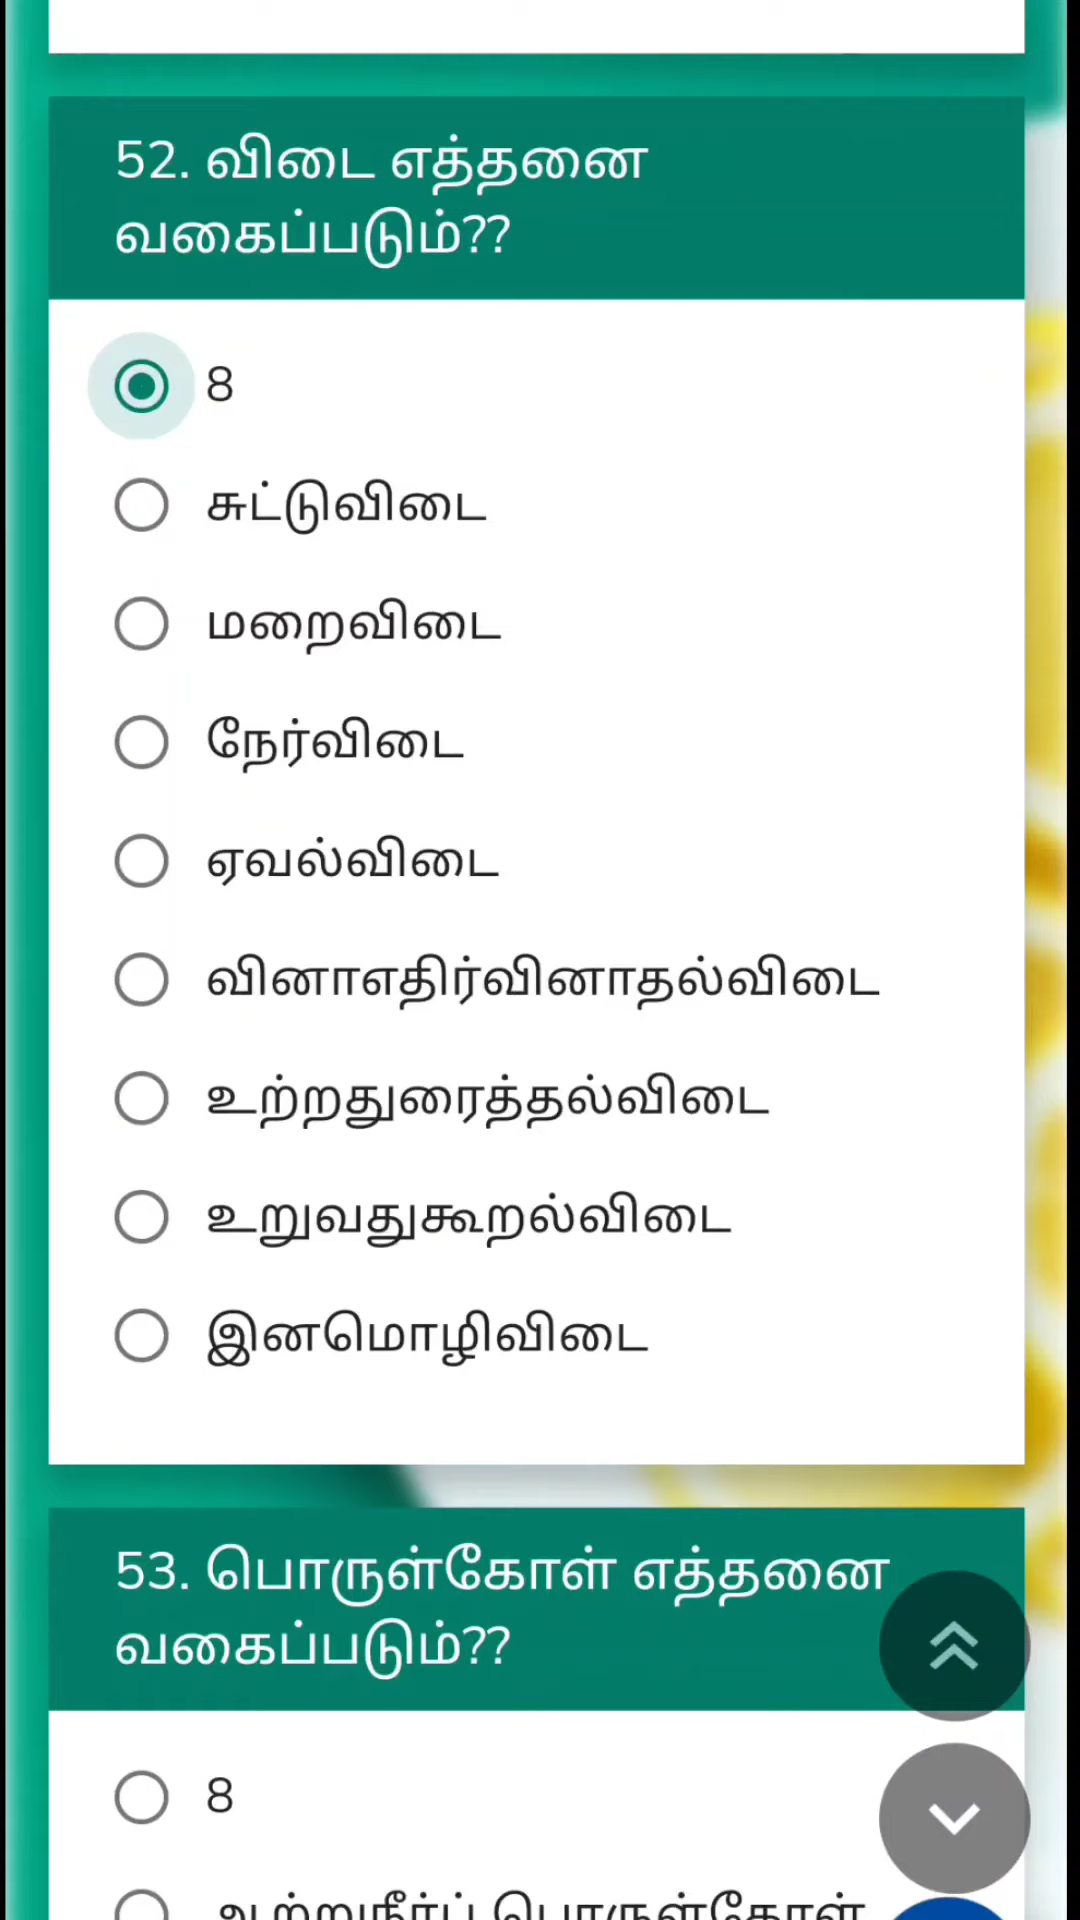 52. விடை எத்தனை
வகைப்படும்??
8
சுட்டுவிடை
மறைவிடை
நேர்விடை
ஏவல்விடை
வினாஎதிர்வினாதல்விடை
உற்றதுரைத்தல்விடை
உறுவதுகூறல்விடை
இனமொழிவிடை
53. பொருள்கோள் எத்தனை
வகைப்படும்??
8
ஆற்றுநீர்ப் பொருள்கோள்